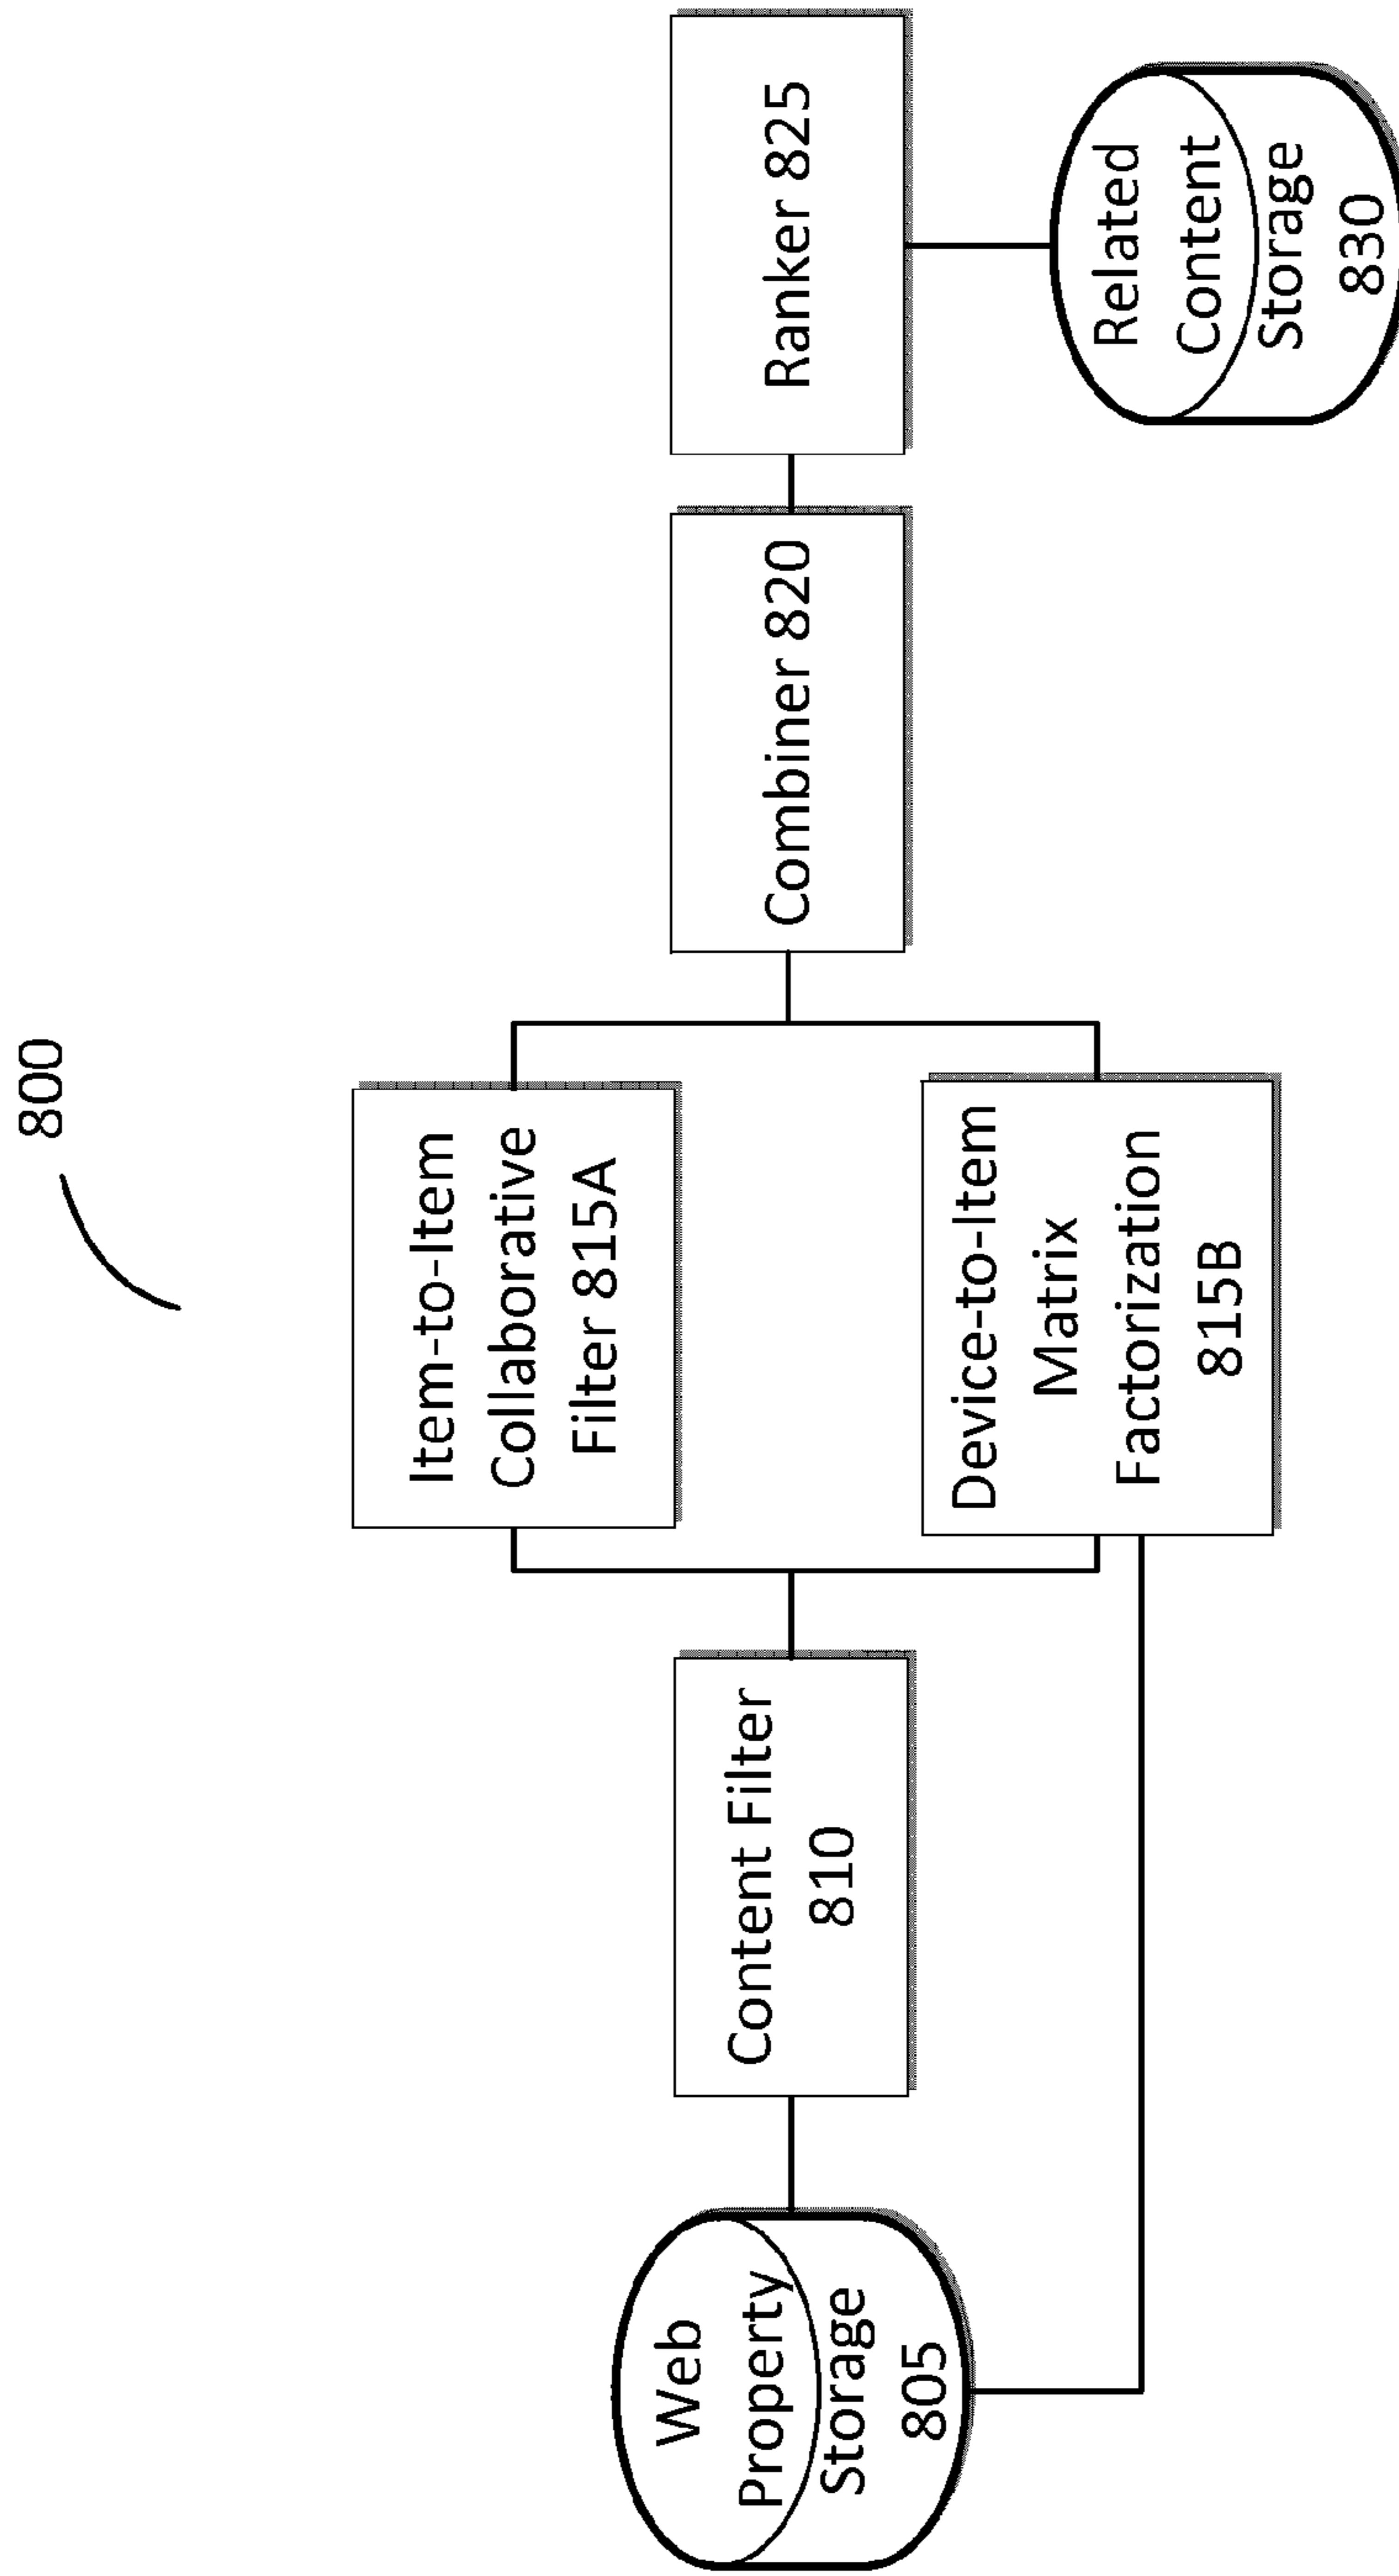 800
Web
Property
Storage
805
Content Filter
810
Item-to-Item
Collaborative
Filter 815A
Device-to-Item
Matrix
Factorization
815B
Combiner 820
Ranker 825
Related
Content
Storage
830